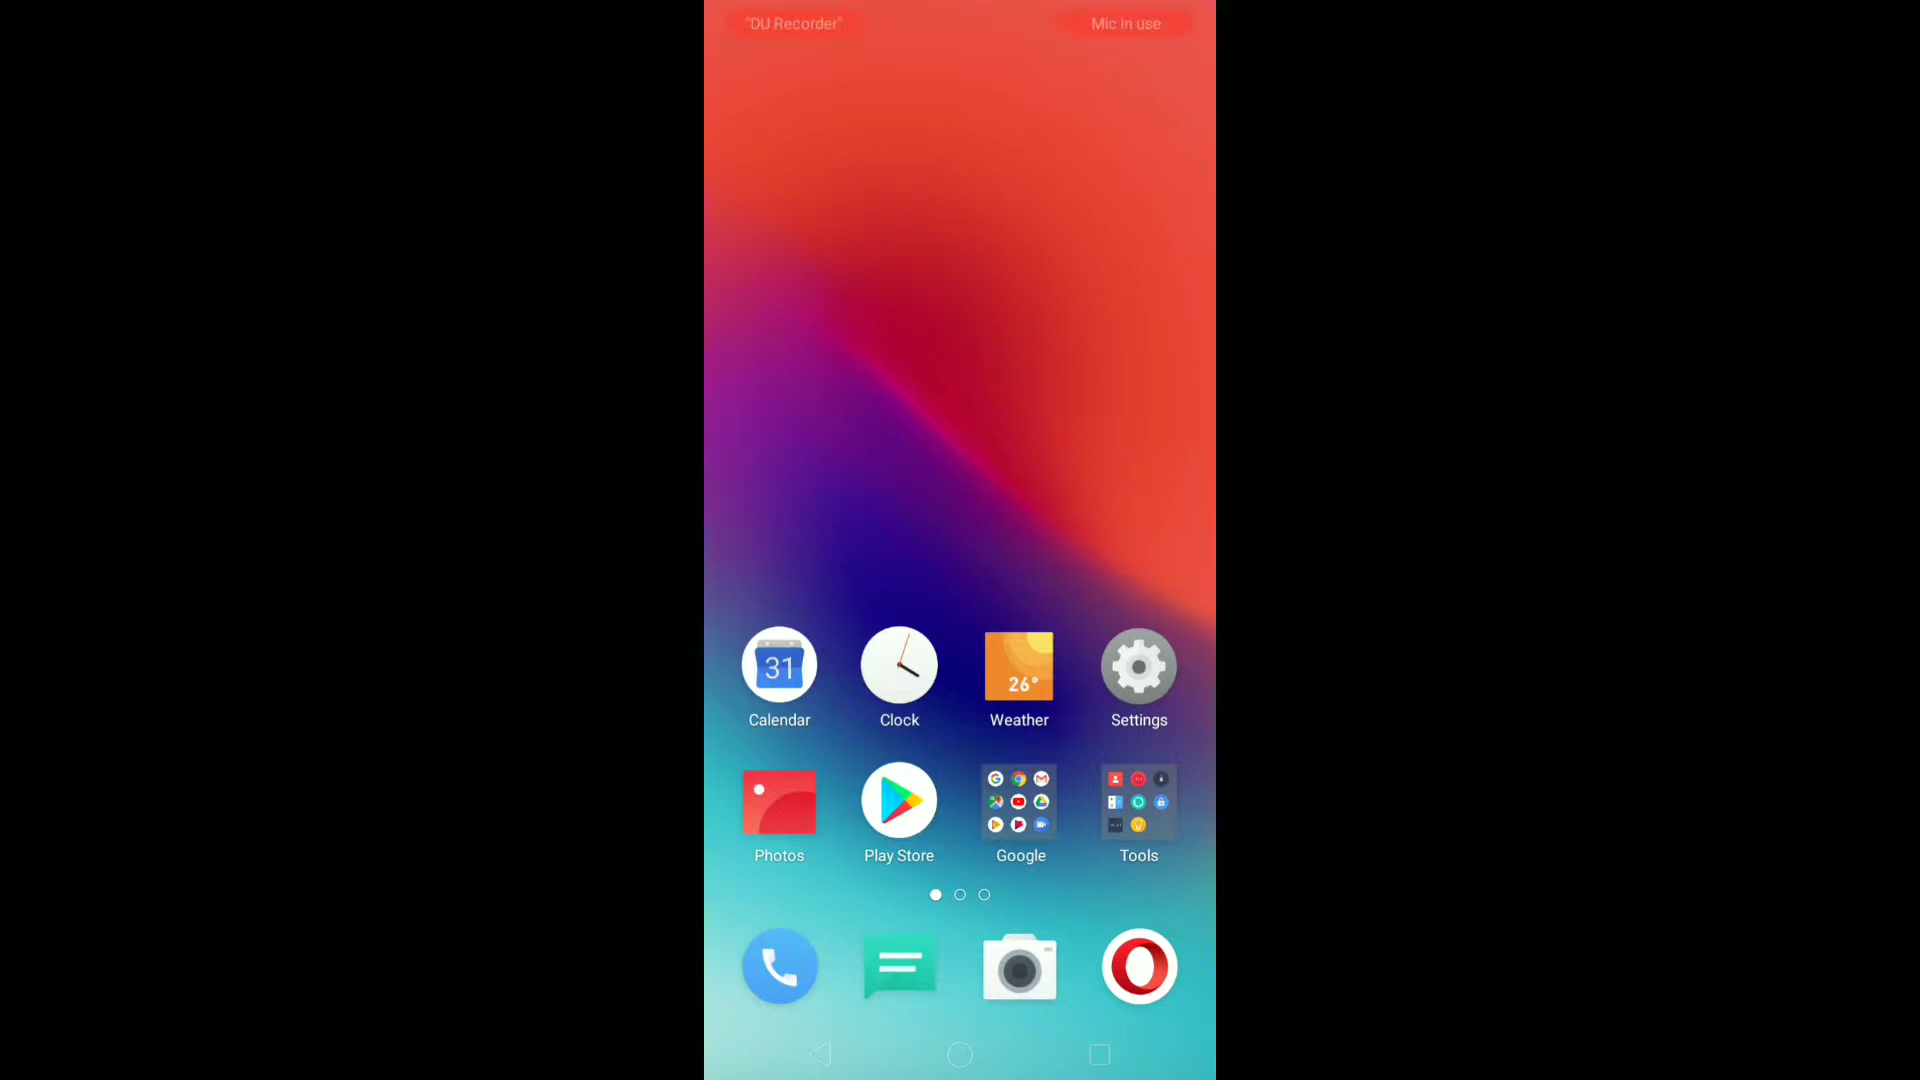 "DU Recorder" Mic in use
31
26°
Calendar Clock Weather Settings
Photos Play Store Google Tools